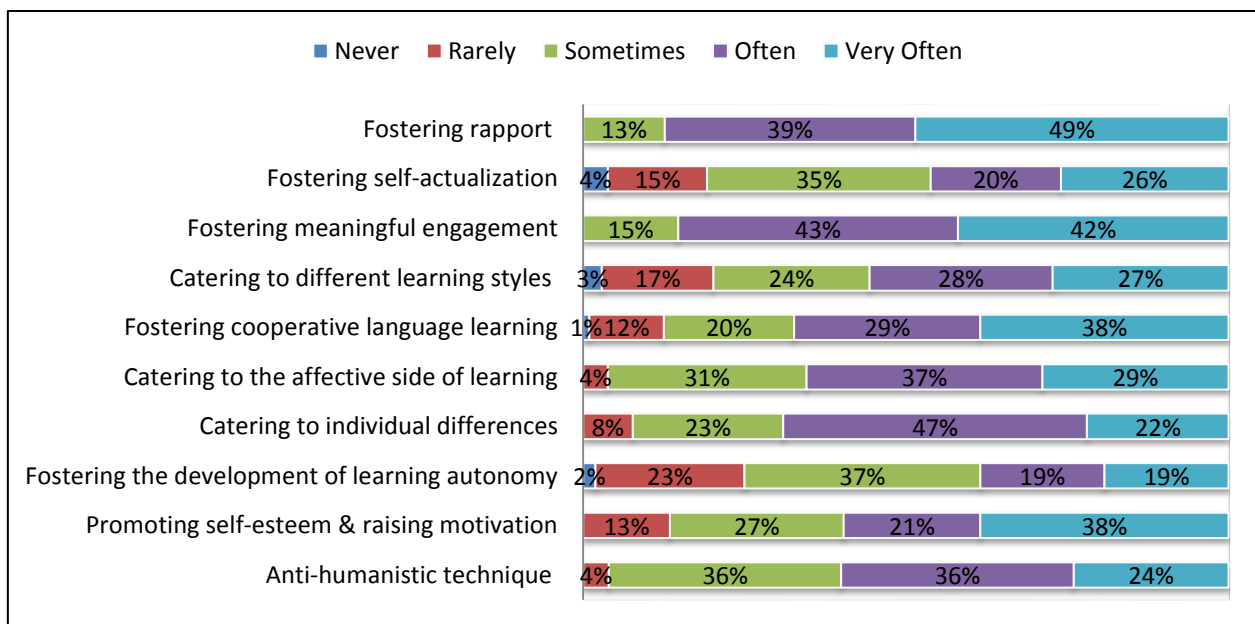 Never Rarely Sometimes Often Very Often
Fostering rapport 13% 39% 49%
Fostering self-actualization 4% 15% 35% 20% 26%
Fostering meaningful engagement 15% 43% 42%
Catering to different learning styles 3% 17% 24% 28% 27%
Fostering cooperative language learning 1% 12% 20% 29% 38%
Catering to the affective side of learning 4% 31% 37% 29%
Catering to individual differences 8% 23% 47% 22%
Fostering the development of learning autonomy 2% 23% 37% 19% 19%
Promoting self-esteem & raising motivation 13% 27% 21% 38%
Anti-humanistic technique 4% 36% 36% 24%